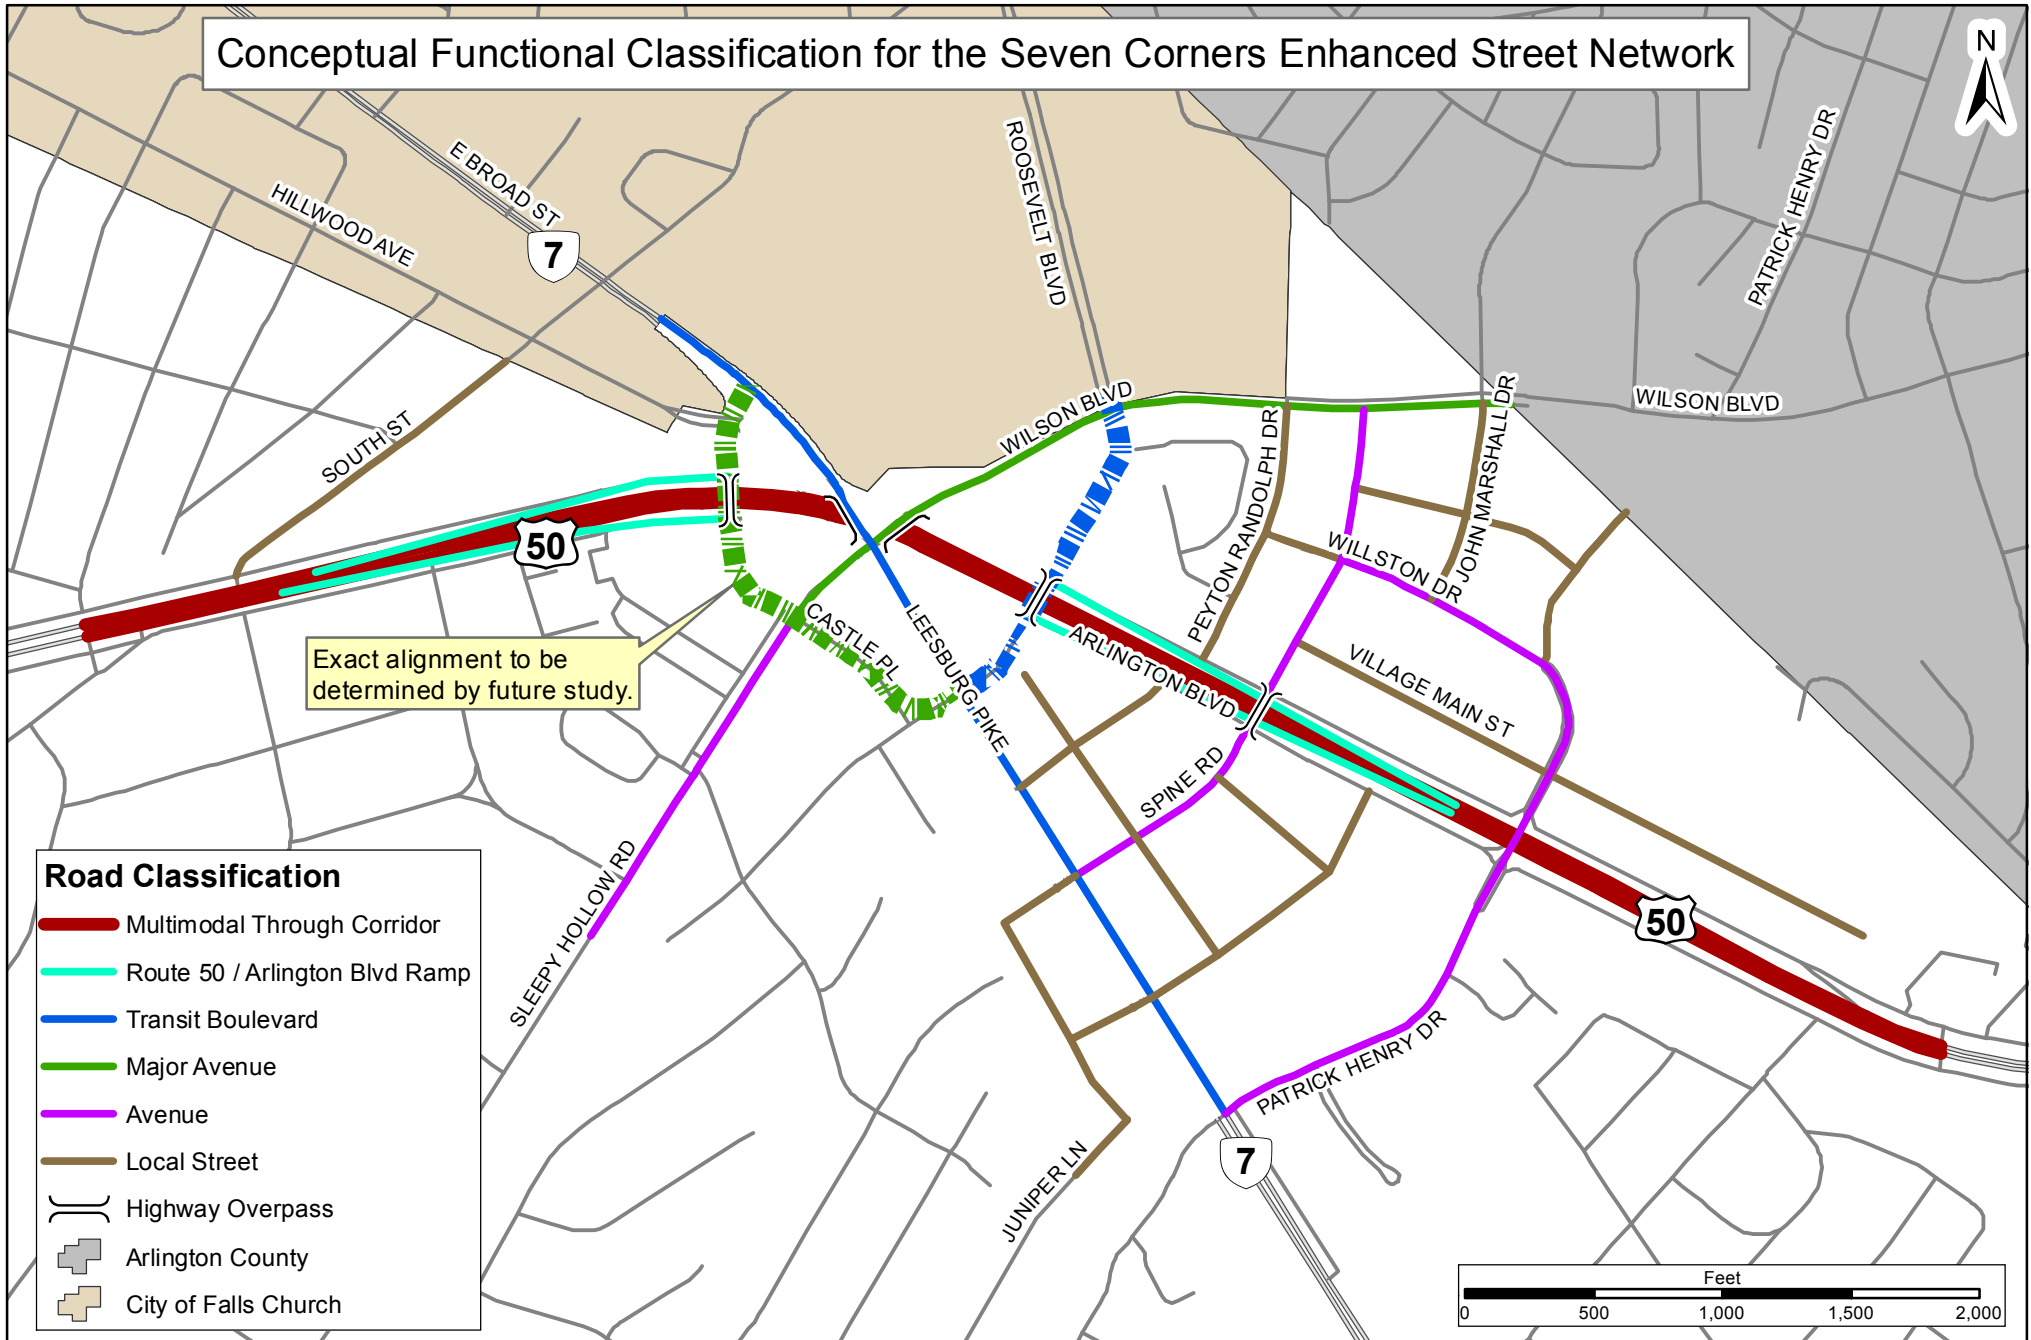 Conceptual Functional Classification for the Seven Corners Enhanced Street Network
N
E BROAD ST
HILLWOOD AVE
7
ROOSEVELT BLVD
PATRICK HENRY DR
WILSON BLVD
WILSON BLVD
SOUTH ST
PEYTON RANDOLPH DR
JOHN MARSHALL DR
50
WILLSTON DR
CASTLE PL
LEESBURG PIKE
ARLINGTON BLVD
VILLAGE MAIN ST
Exact alignment to be
determined by future study.
SPINE RD
SLEEPY HOLLOW RD
50
PATRICK HENRY DR
7
JUNIPER LN
Road Classification
Multimodal Through Corridor
Route 50 / Arlington Blvd Ramp
Transit Boulevard
Major Avenue
Avenue
Local Street
Highway Overpass
Arlington County
City of Falls Church
Feet
0 500 1,000 1,500 2,000